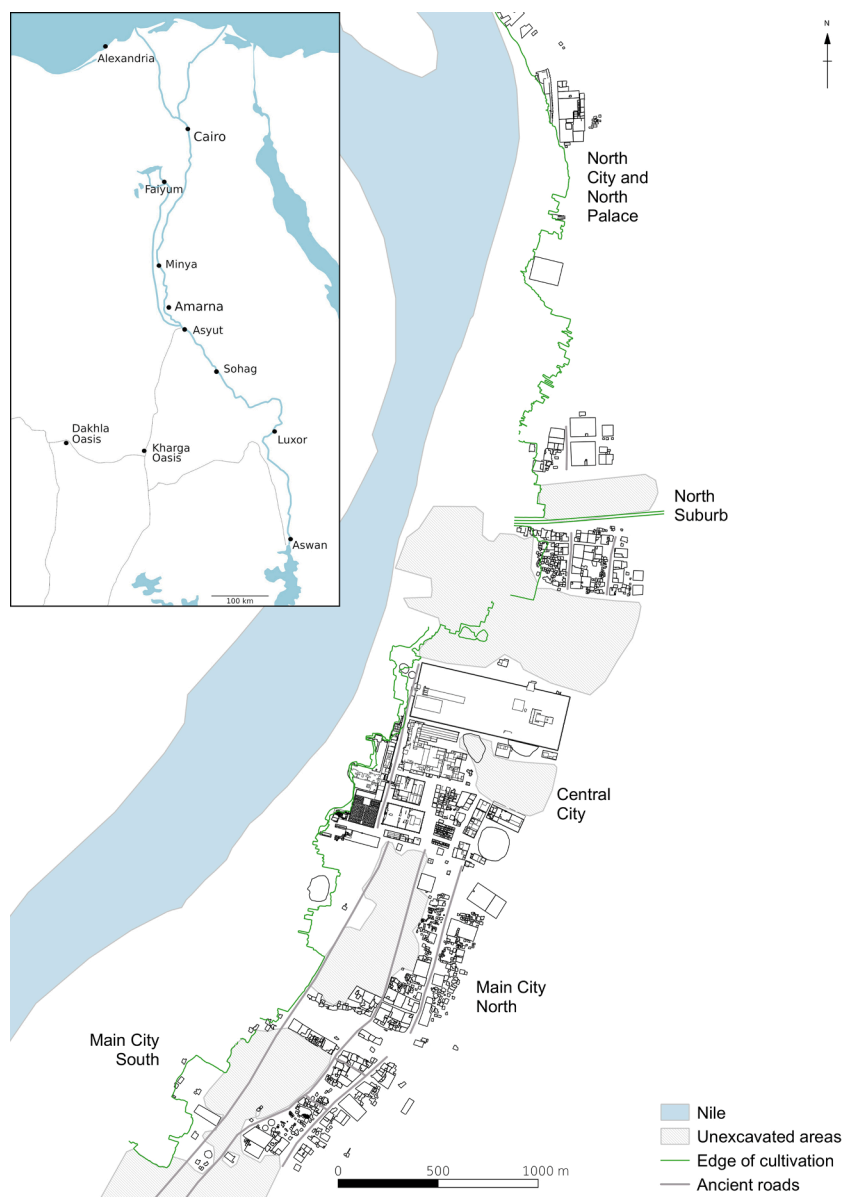 N
Alexandria
Cairo
Faiyum
Minya
Amarna
Asyut
Sohag
Dakhla
Oasis
Kharga
Oasis
Luxor
Aswan
100 km
North
City and
North
Palace
North
Suburb
Central
City
Main City
North
Main City
South
Nile
Unexcavated areas
Edge of cultivation
Ancient roads
0
500
1000 m